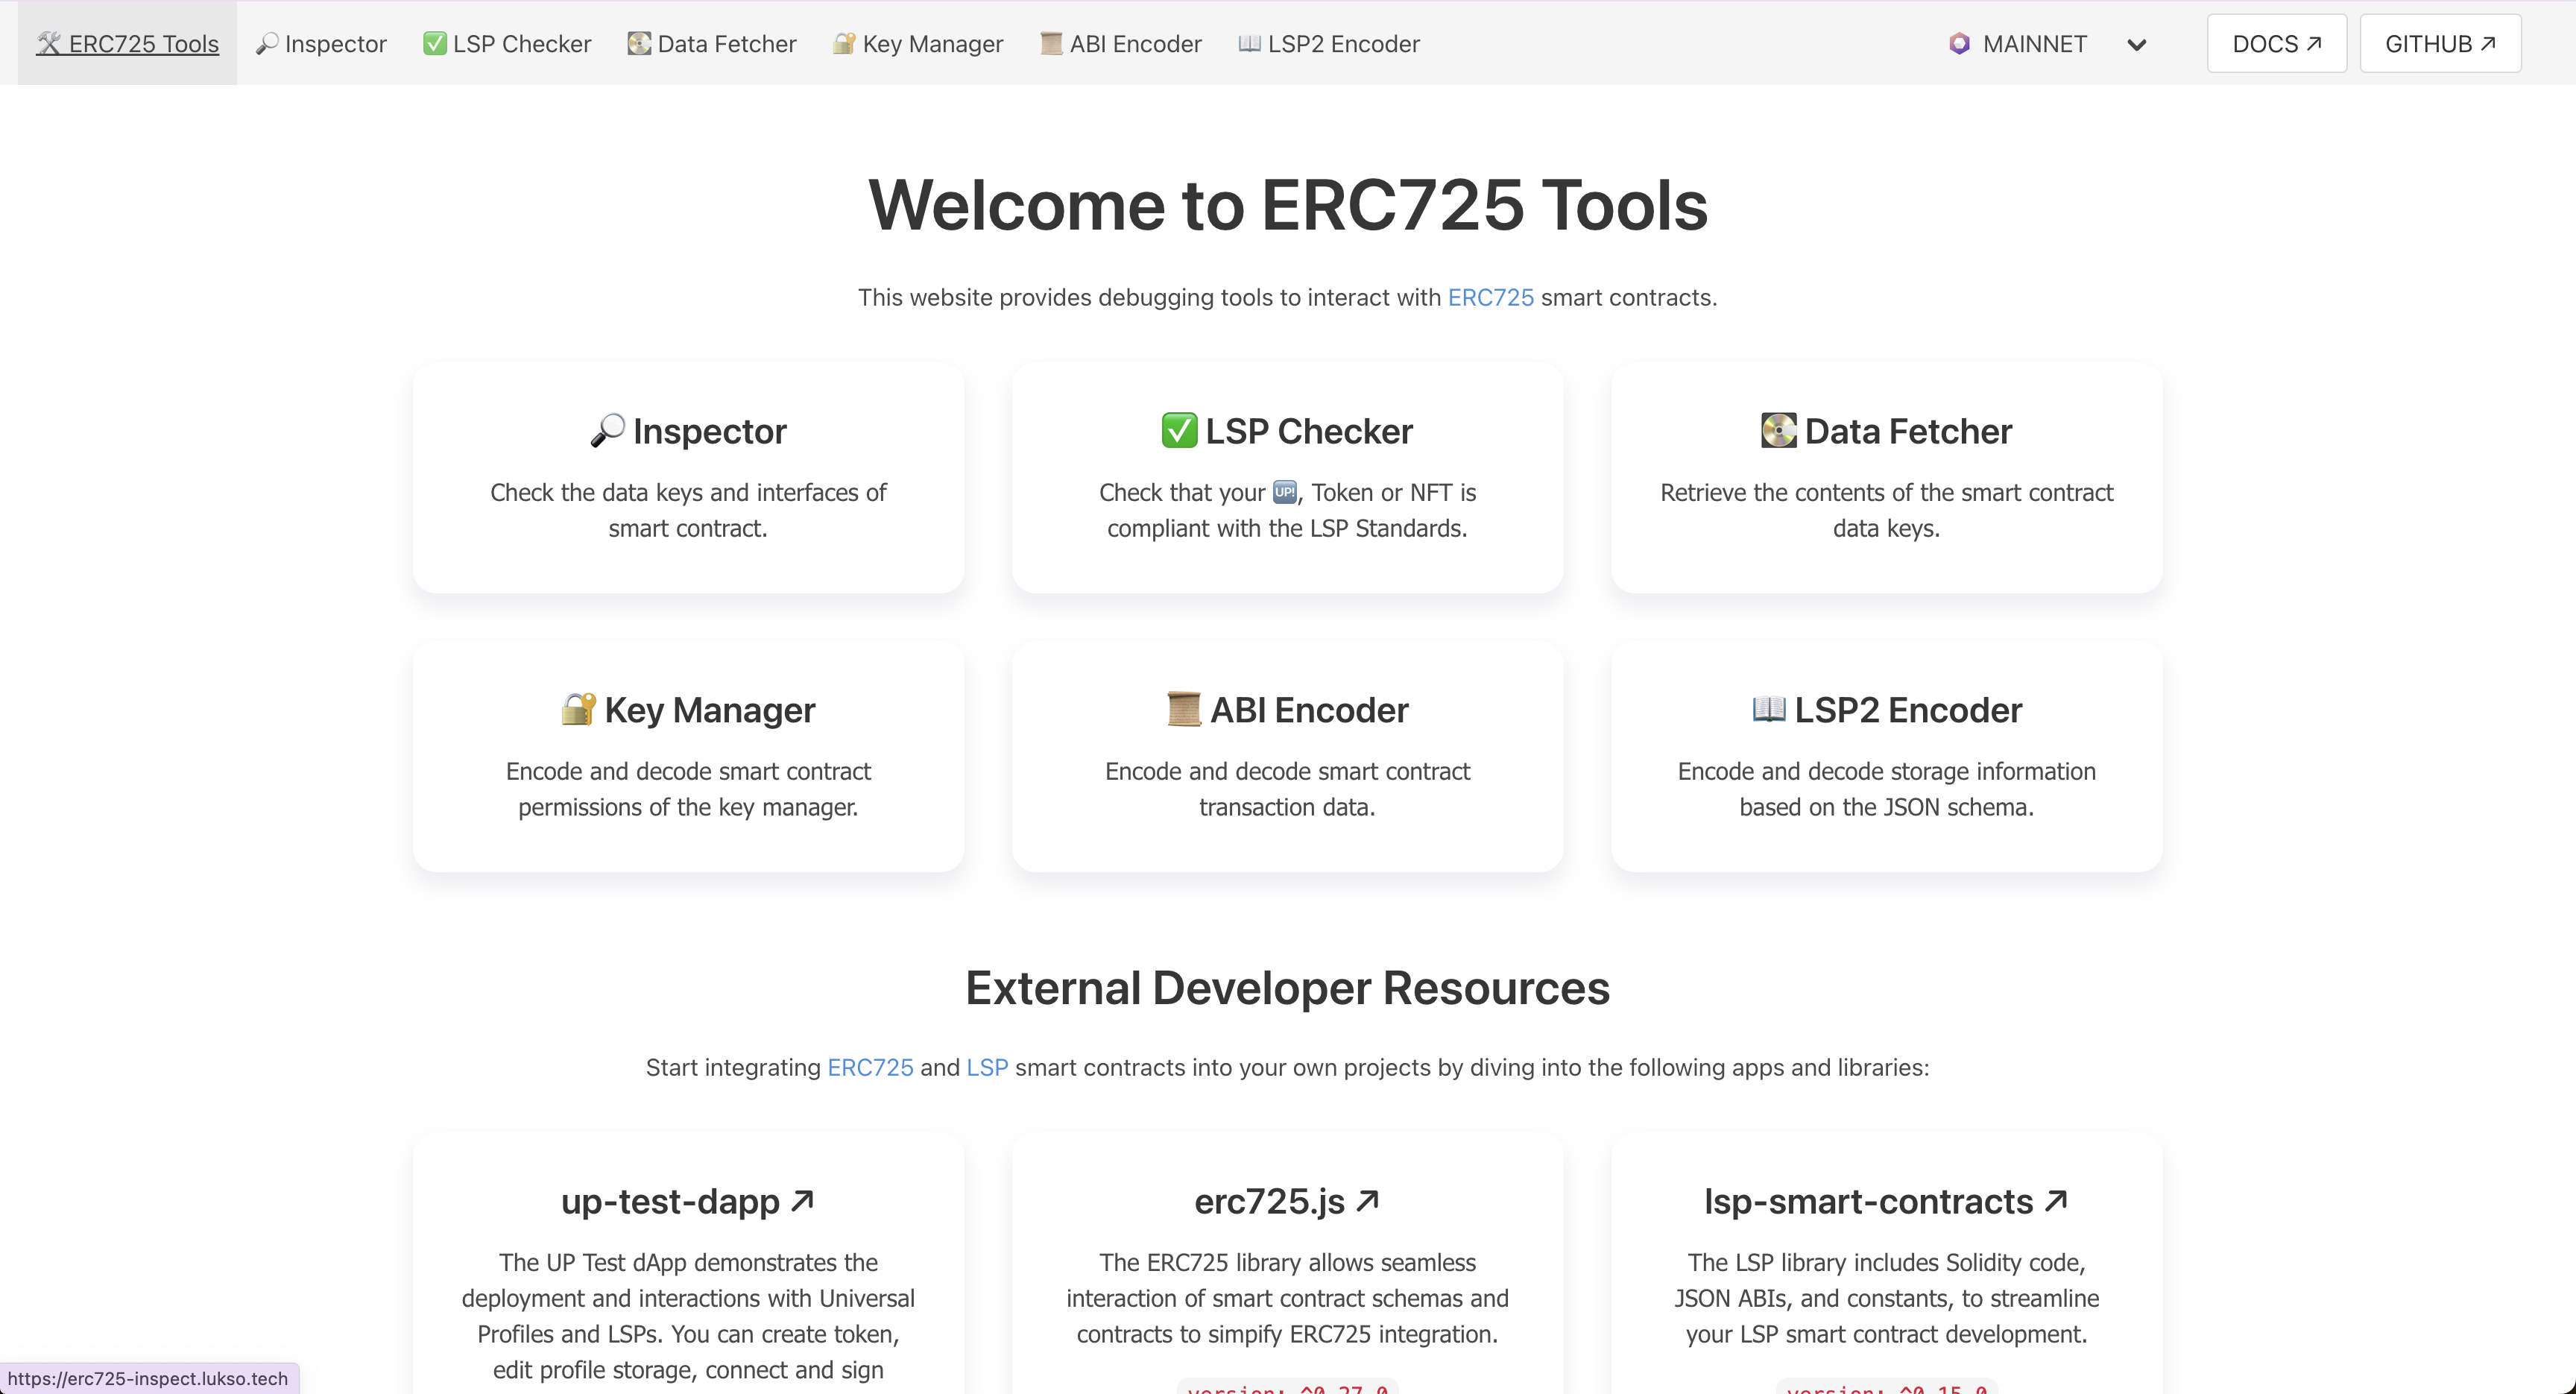 🛠️ ERC725 Tools 🔎 Inspector ✅ LSP Checker 💽 Data Fetcher 🔐 Key Manager 📜 ABI Encoder 📖 LSP2 Encoder MAINNET DOCS ↗ GITHUB ↗
Welcome to ERC725 Tools
This website provides debugging tools to interact with ERC725 smart contracts.
🔎 Inspector
Check the data keys and interfaces of
smart contract.
✅ LSP Checker
Check that your 🆙, Token or NFT is
compliant with the LSP Standards.
💽 Data Fetcher
Retrieve the contents of the smart contract
data keys.
🔐 Key Manager
Encode and decode smart contract
permissions of the key manager.
📜 ABI Encoder
Encode and decode smart contract
transaction data.
📖 LSP2 Encoder
Encode and decode storage information
based on the JSON schema.
External Developer Resources
Start integrating ERC725 and LSP smart contracts into your own projects by diving into the following apps and libraries:
up-test-dapp ↗
The UP Test dApp demonstrates the
deployment and interactions with Universal
Profiles and LSPs. You can create token,
edit profile storage, connect and sign
erc725.js ↗
The ERC725 library allows seamless
interaction of smart contract schemas and
contracts to simpify ERC725 integration.
version: ^0.27.0
lsp-smart-contracts ↗
The LSP library includes Solidity code,
JSON ABIs, and constants, to streamline
your LSP smart contract development.
version: ^0.15.0
https://erc725-inspect.lukso.tech